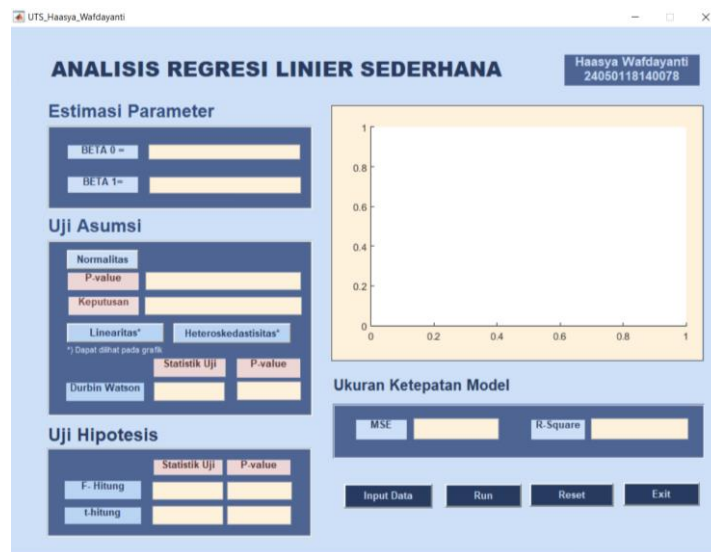 UTS_Haasya_Wafdayanti
ANALISIS REGRESI LINIER SEDERHANA
Haasya Wafdayanti
24050118140078
Estimasi Parameter
BETA 0 =
BETA 1=
Uji Asumsi
Normalitas
P-value
Keputusan
Linearitas*
Heteroskedastisitas*
*) Dapat dilihat pada grafik
Statistik Uji
P-value
Durbin Watson
Uji Hipotesis
Statistik Uji
P-value
F- Hitung
t-hitung
1
0.8
0.6
0.4
0.2
0
0
0.2
0.4
0.6
0.8
1
Ukuran Ketepatan Model
MSE
R-Square
Input Data
Run
Reset
Exit